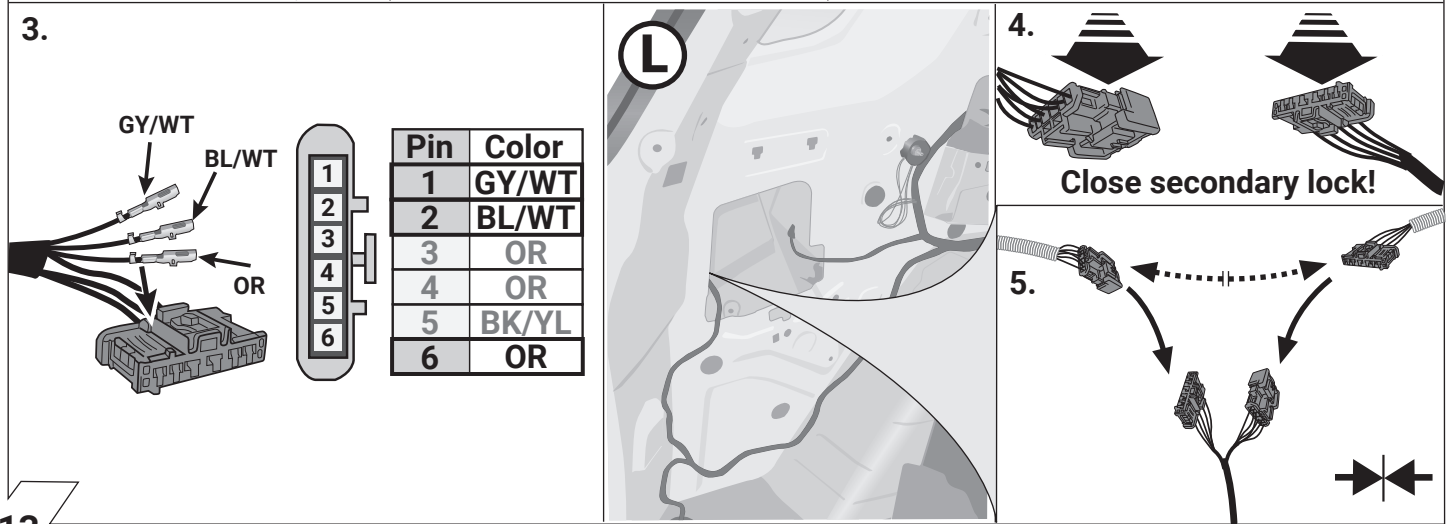 3.
GY/WT
BL/WT
OR
1
2
3
4
5
6
Pin Color
1 GY/WT
2 BL/WT
3 OR
4 OR
5 BK/YL
6 OR
L
4.
Close secondary lock!
5.